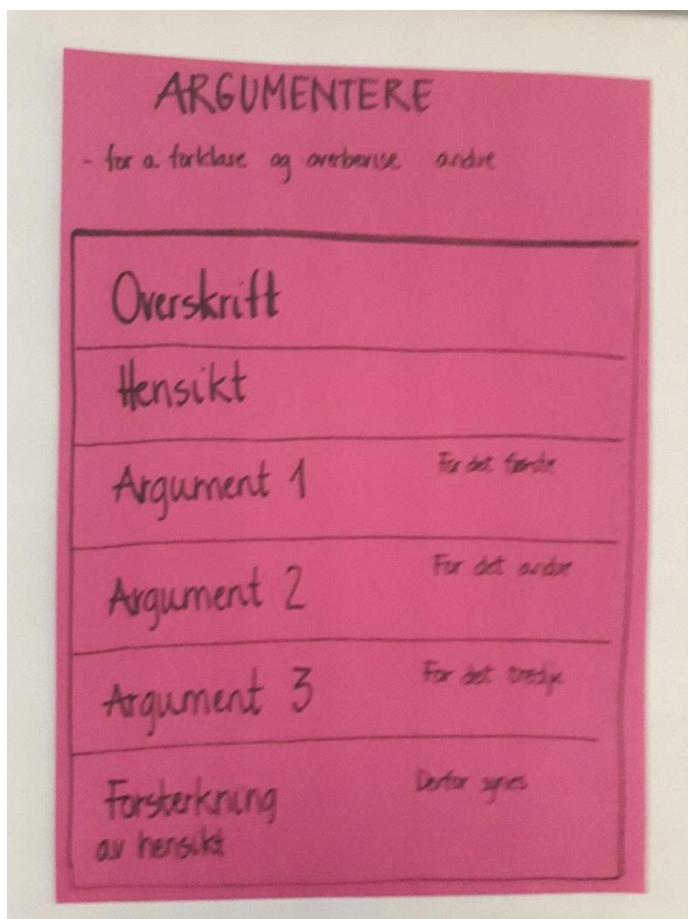 ARGUMENTERE
- for å forklare og overbevise andre
Overskrift
Hensikt
Argument 1 For det første
Argument 2 For det andre
Argument 3 For det tredje
Forsterkning Derfor synes
av hensikt